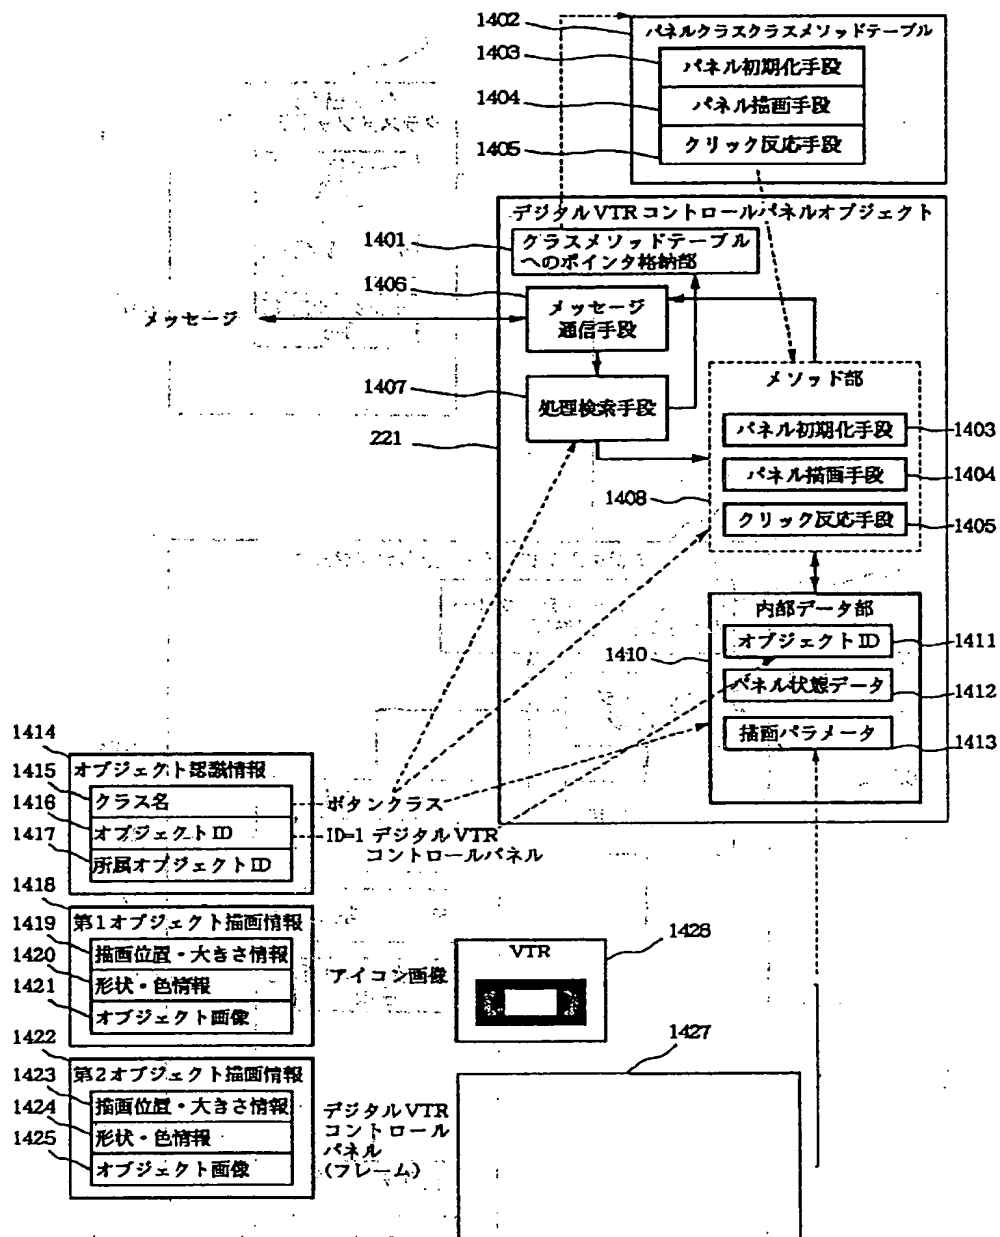 1402
パネルクラスクラスメソッドテーブル
1403
パネル初期化手段
1404
パネル描画手段
1405
クリック反応手段
デジタルVTRコントロールパネルオブジェクト
1401
クラスメソッドテーブル
へのポインタ格納部
1406
メッセージ
通信手段
メッセージ
1407
処理検索手段
221
メソッド部
パネル初期化手段
1403
パネル描画手段
1404
1408
クリック反応手段
1405
内部データ部
1410
オブジェクトID
1411
パネル状態データ
1412
描画パラメータ
1413
1414
オブジェクト認識情報
1415
クラス名
ボタンクラス
1416
オブジェクトID
ID=1 デジタルVTR
コントロールパネル
1417
所属オブジェクトID
1418
第1オブジェクト描画情報
1419
描画位置・大きさ情報
1420
形状・色情報
1421
オブジェクト画像
アイコン画像
VTR
1428
1422
第2オブジェクト描画情報
1423
描画位置・大きさ情報
1424
形状・色情報
1425
オブジェクト画像
デジタルVTR
コントロール
パネル
(フレーム)
1427